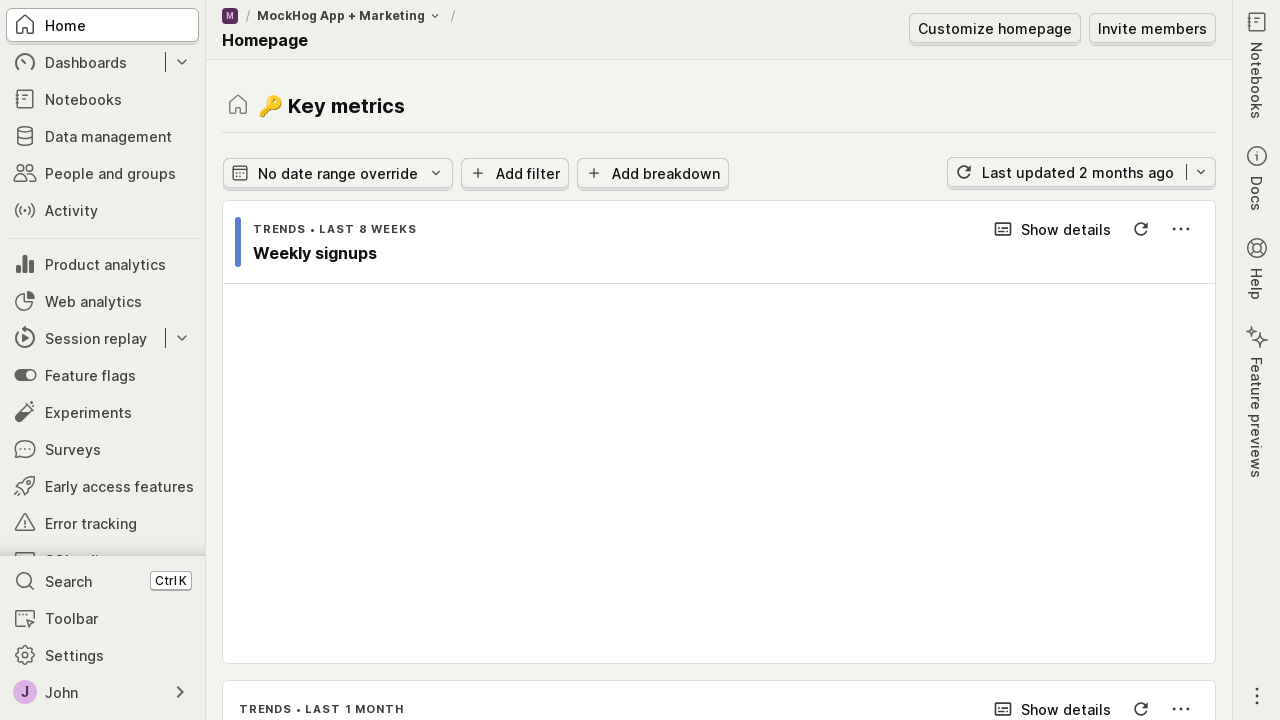 Home
Dashboards
Notebooks
Data management
People and groups
Activity
Product analytics
Web analytics
Session replay
Feature flags
Experiments
Surveys
Early access features
Error tracking
Search
Ctrl K
Toolbar
Settings
J
John
M / MockHog App + Marketing /
Homepage
Customize homepage
Invite members
🔑 Key metrics
No date range override
Add filter
Add breakdown
Last updated 2 months ago
TRENDS • LAST 8 WEEKS
Show details
Weekly signups
TRENDS • LAST 1 MONTH
Show details
Notebooks
Docs
Help
Feature previews